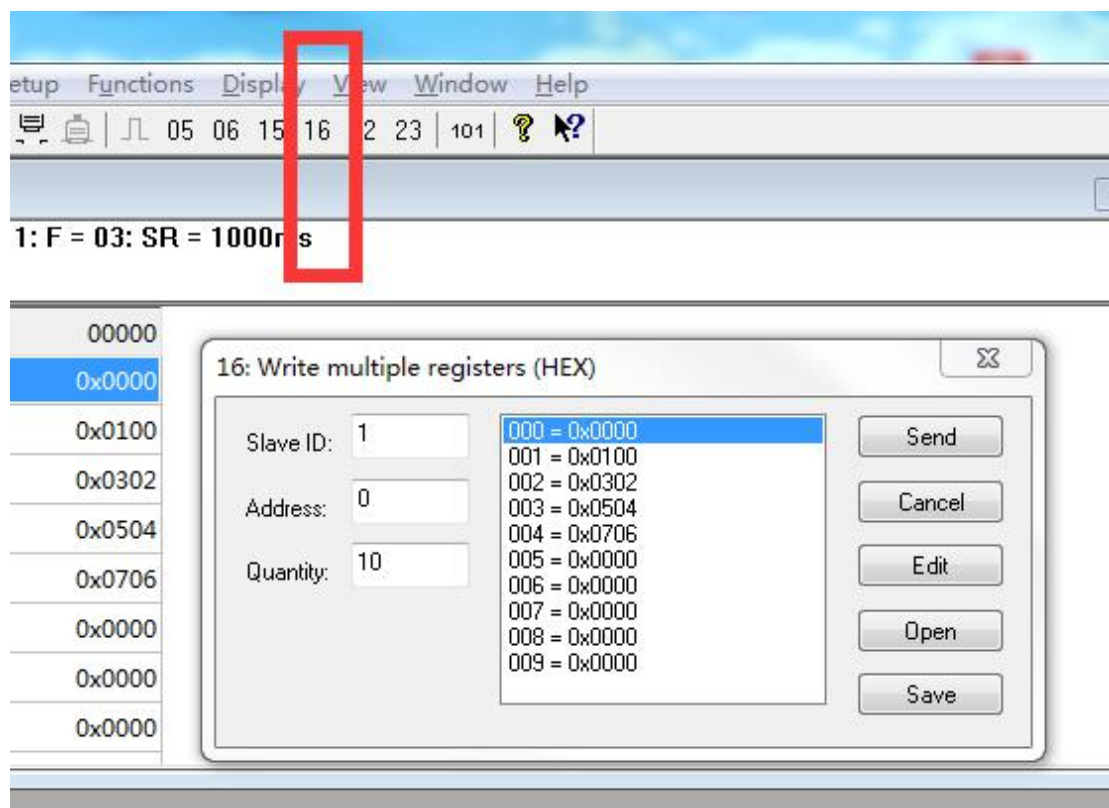 etup Functions Display View Window Help
05 06 15 16 2 23 101 ? ?
1: F = 03: SR = 1000ms
00000
0x0000
0x0100
0x0302
0x0504
0x0706
0x0000
0x0000
0x0000
16: Write multiple registers (HEX)
Slave ID: 1
Address: 0
Quantity: 10
000 = 0x0000
001 = 0x0100
002 = 0x0302
003 = 0x0504
004 = 0x0706
005 = 0x0000
006 = 0x0000
007 = 0x0000
008 = 0x0000
009 = 0x0000
Send
Cancel
Edit
Open
Save